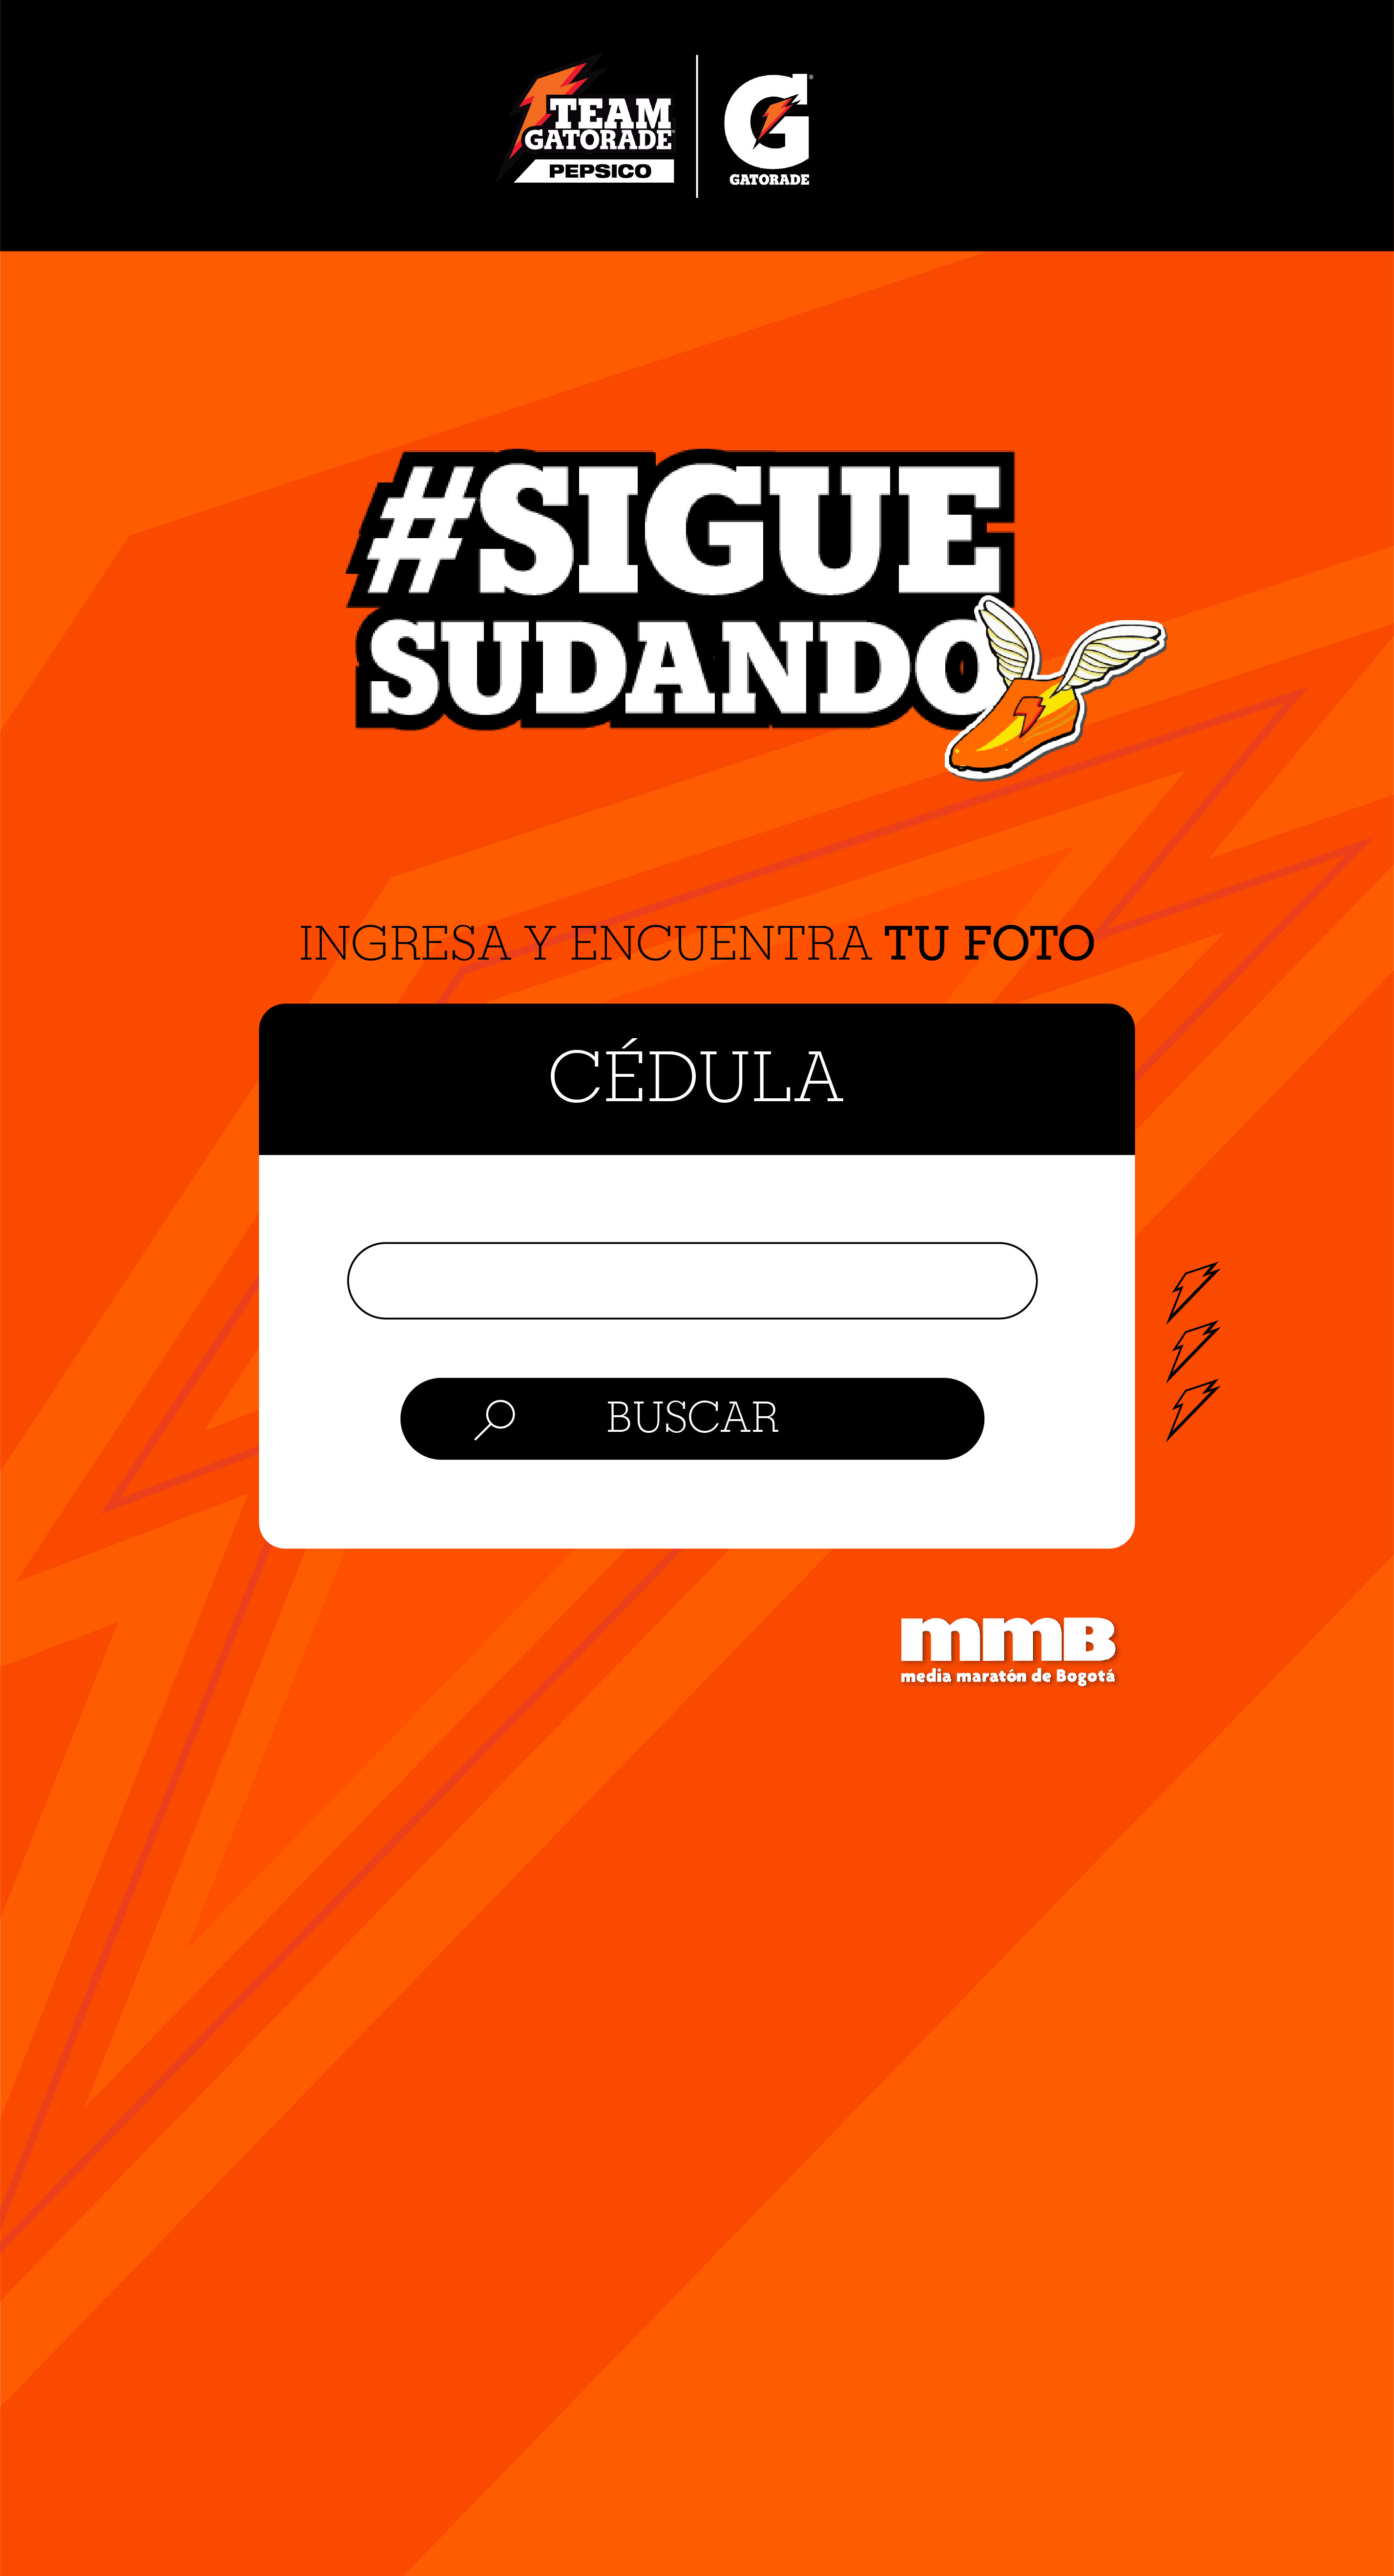 TEAM
GATORADE
PEPSICO
G
GATORADE
#SIGUE
SUDANDO
INGRESA Y ENCUENTRA TU FOTO
CÉDULA
BUSCAR
mmB
media maratón de Bogotá